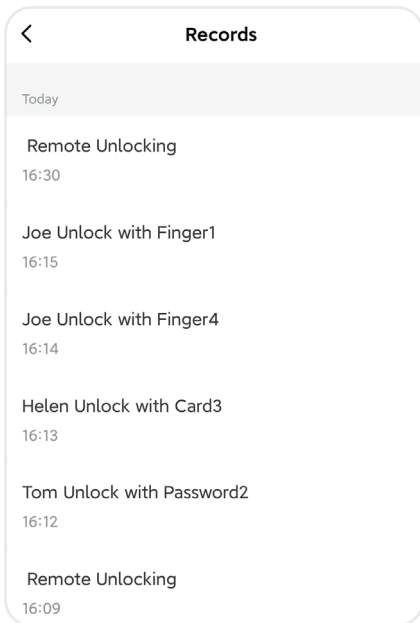 Records
Today
Remote Unlocking
16:30
Joe Unlock with Finger1
16:15
Joe Unlock with Finger4
16:14
Helen Unlock with Card3
16:13
Tom Unlock with Password2
16:12
Remote Unlocking
16:09